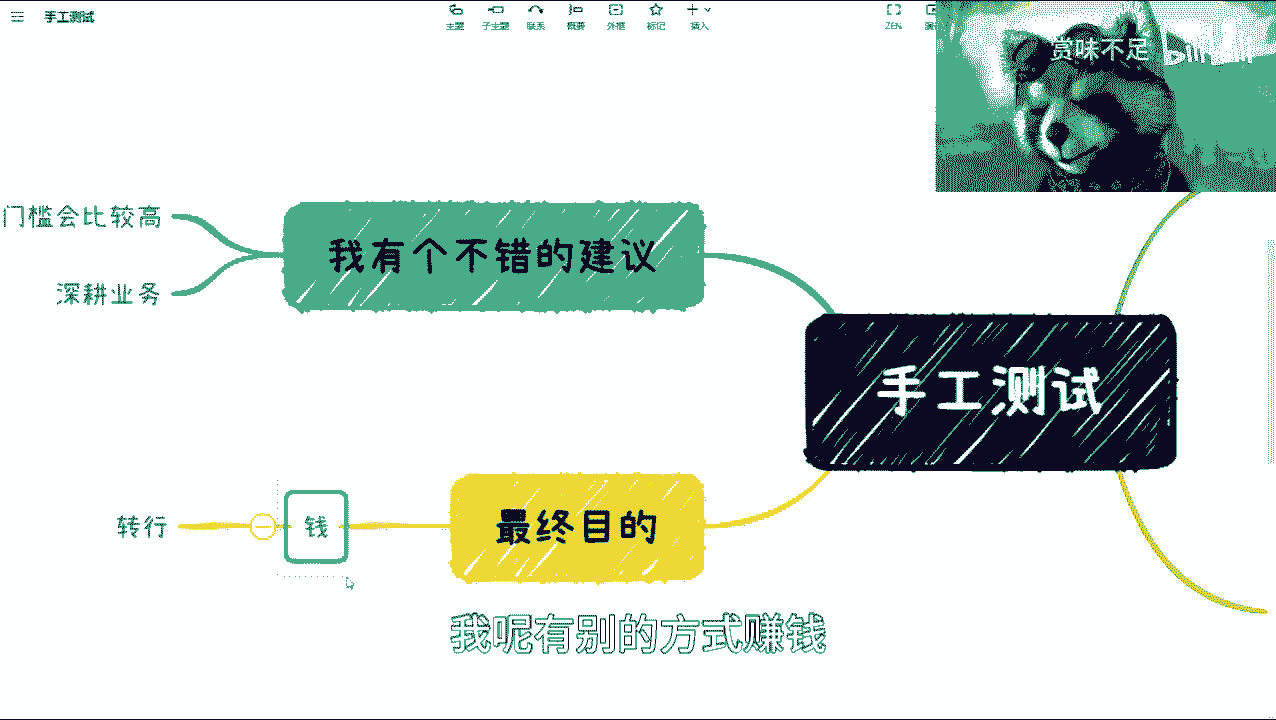 手工测试
主题 子主题 联系 概要 外框 标记 插入 ZEN
赏味不足 bilibili
门槛会比较高
深耕业务
我有个不错的建议
手工测试
转行
钱
最终目的
我呢有别的方式赚钱